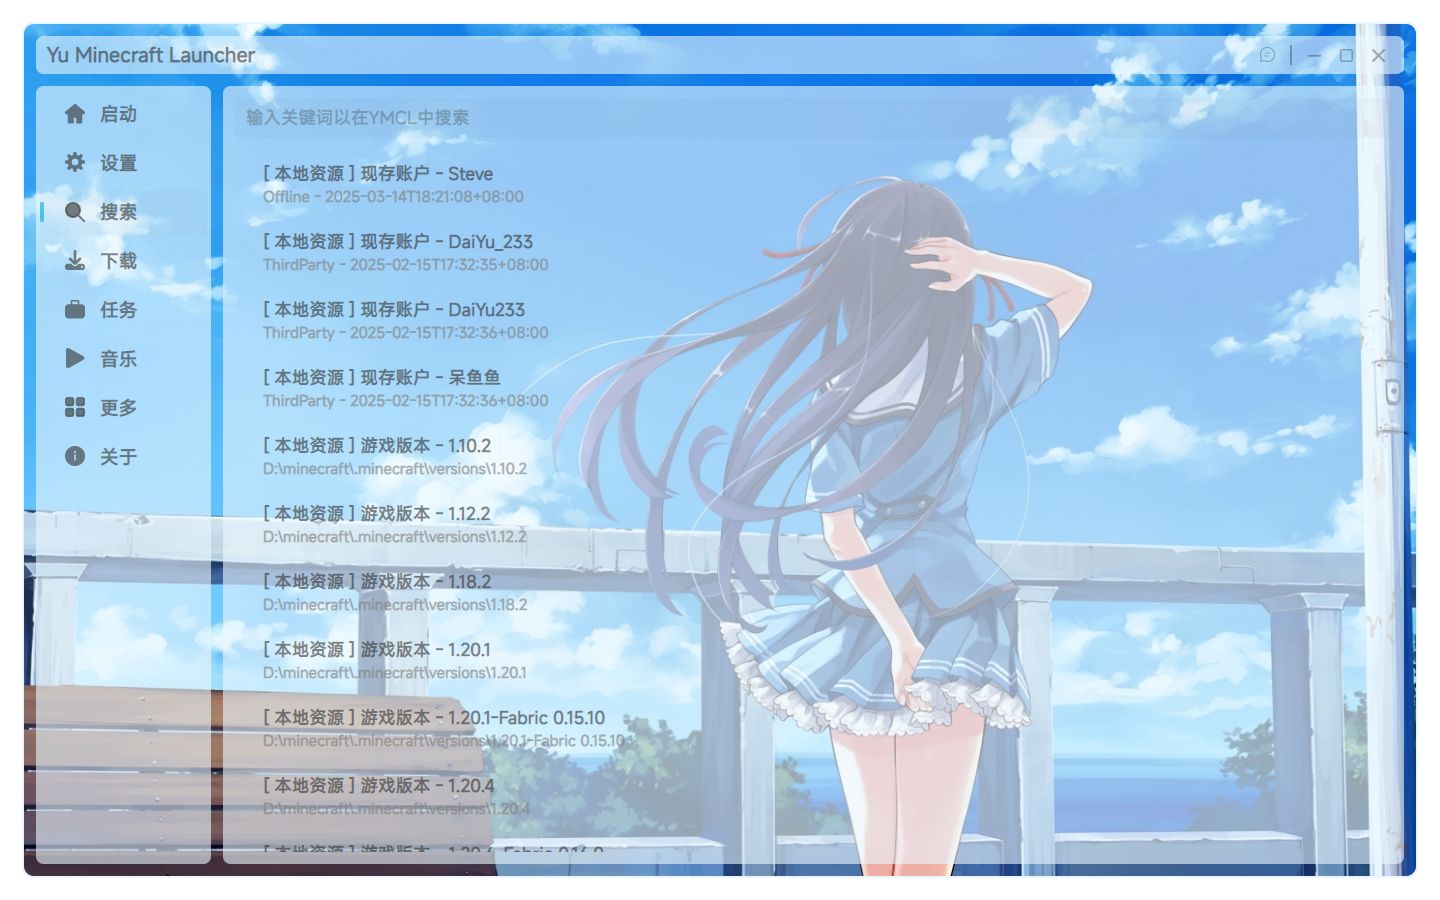 Yu Minecraft Launcher
启动
设置
搜索
下载
任务
音乐
更多
关于
输入关键词以在YMCL中搜索
[ 本地资源 ] 现存账户 - Steve
Offline - 2025-03-14T18:21:08+08:00
[ 本地资源 ] 现存账户 - DaiYu_233
ThirdParty - 2025-02-15T17:32:35+08:00
[ 本地资源 ] 现存账户 - DaiYu233
ThirdParty - 2025-02-15T17:32:36+08:00
[ 本地资源 ] 现存账户 - 呆鱼鱼
ThirdParty - 2025-02-15T17:32:36+08:00
[ 本地资源 ] 游戏版本 - 1.10.2
D:\minecraft\.minecraft\versions\1.10.2
[ 本地资源 ] 游戏版本 - 1.12.2
D:\minecraft\.minecraft\versions\1.12.2
[ 本地资源 ] 游戏版本 - 1.18.2
D:\minecraft\.minecraft\versions\1.18.2
[ 本地资源 ] 游戏版本 - 1.20.1
D:\minecraft\.minecraft\versions\1.20.1
[ 本地资源 ] 游戏版本 - 1.20.1-Fabric 0.15.10
D:\minecraft\.minecraft\versions\1.20.1-Fabric 0.15.10
[ 本地资源 ] 游戏版本 - 1.20.4
D:\minecraft\.minecraft\versions\1.20.4
[ 本地资源 ] 游戏版本